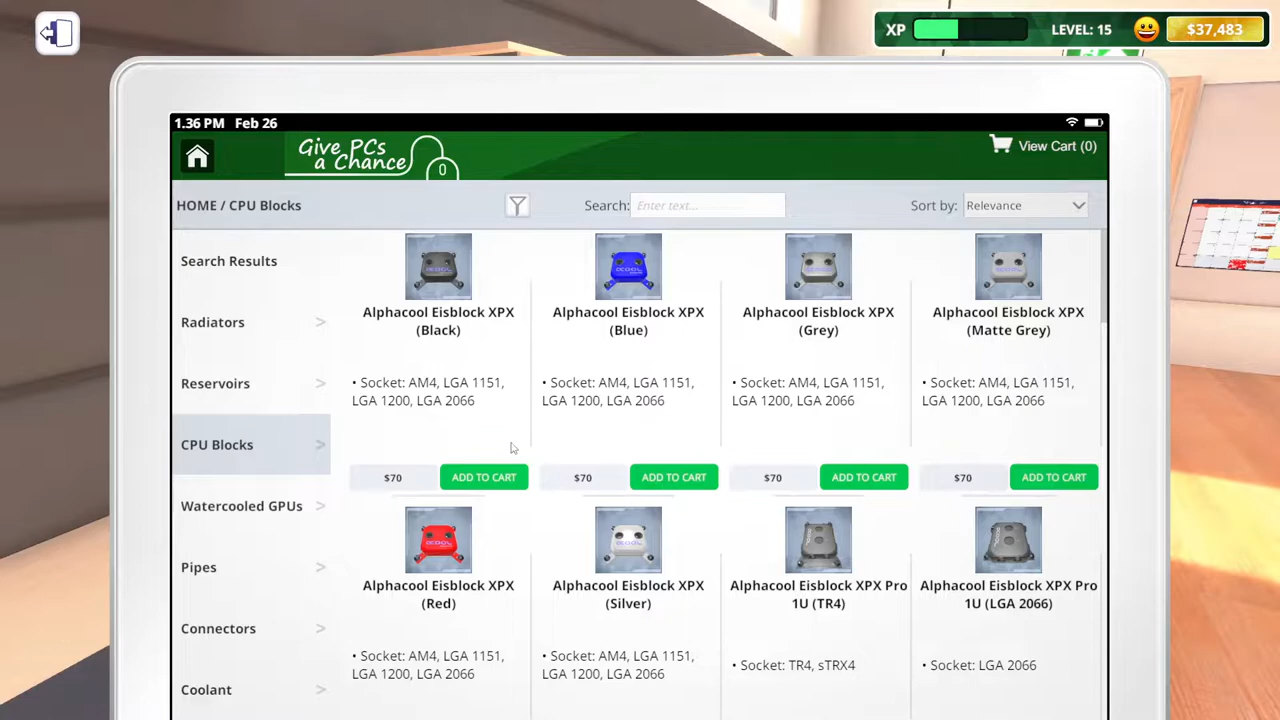 XP LEVEL: 15 $37,483
1.36 PM Feb 26
Give PCs
a Chance
0
View Cart (0)
HOME / CPU Blocks
Search: Enter text...
Sort by: Relevance
Search Results
Radiators >
Reservoirs >
CPU Blocks >
Watercooled GPUs >
Pipes >
Connectors >
Coolant >
Alphacool Eisblock XPX
(Black)
• Socket: AM4, LGA 1151,
LGA 1200, LGA 2066
$70 ADD TO CART
Alphacool Eisblock XPX
(Blue)
• Socket: AM4, LGA 1151,
LGA 1200, LGA 2066
$70 ADD TO CART
Alphacool Eisblock XPX
(Grey)
• Socket: AM4, LGA 1151,
LGA 1200, LGA 2066
$70 ADD TO CART
Alphacool Eisblock XPX
(Matte Grey)
• Socket: AM4, LGA 1151,
LGA 1200, LGA 2066
$70 ADD TO CART
Alphacool Eisblock XPX
(Red)
• Socket: AM4, LGA 1151,
LGA 1200, LGA 2066
Alphacool Eisblock XPX
(Silver)
• Socket: AM4, LGA 1151,
LGA 1200, LGA 2066
Alphacool Eisblock XPX Pro
1U (TR4)
• Socket: TR4, sTRX4
Alphacool Eisblock XPX Pro
1U (LGA 2066)
• Socket: LGA 2066